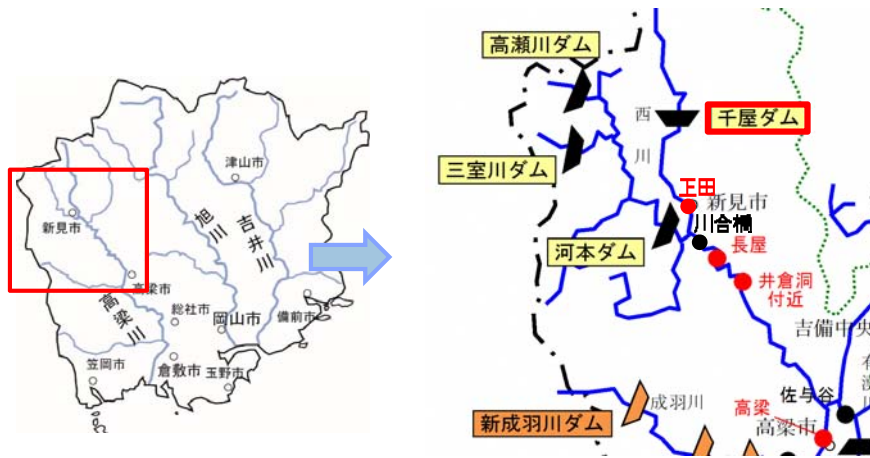 津山市
新見市
旭川
吉井川
高梁市
高梁川
総社市
岡山市
備前市
笠岡市
倉敷市
玉野市
高瀬川ダム
西川
千屋ダム
三室川ダム
正田
新見市
川合橋
河本ダム
長屋
井倉洞
付近
吉備中央
有漢川
佐与谷
成羽川
高梁
新成羽川ダム
高梁市